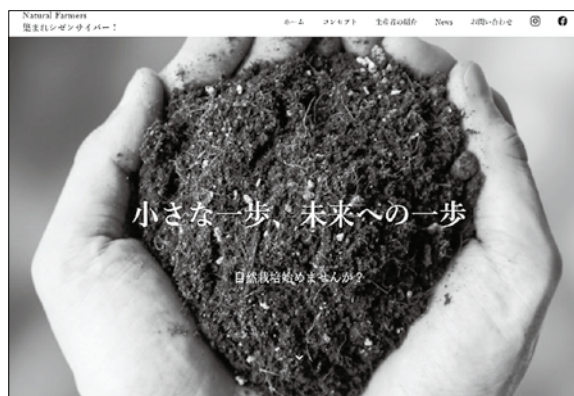 Natural Farmers
集まれシゼンサイバー！
ホーム コンセプト 生産者の紹介 News お問い合わせ
小さな一歩、未来への一歩
自然栽培始めませんか？